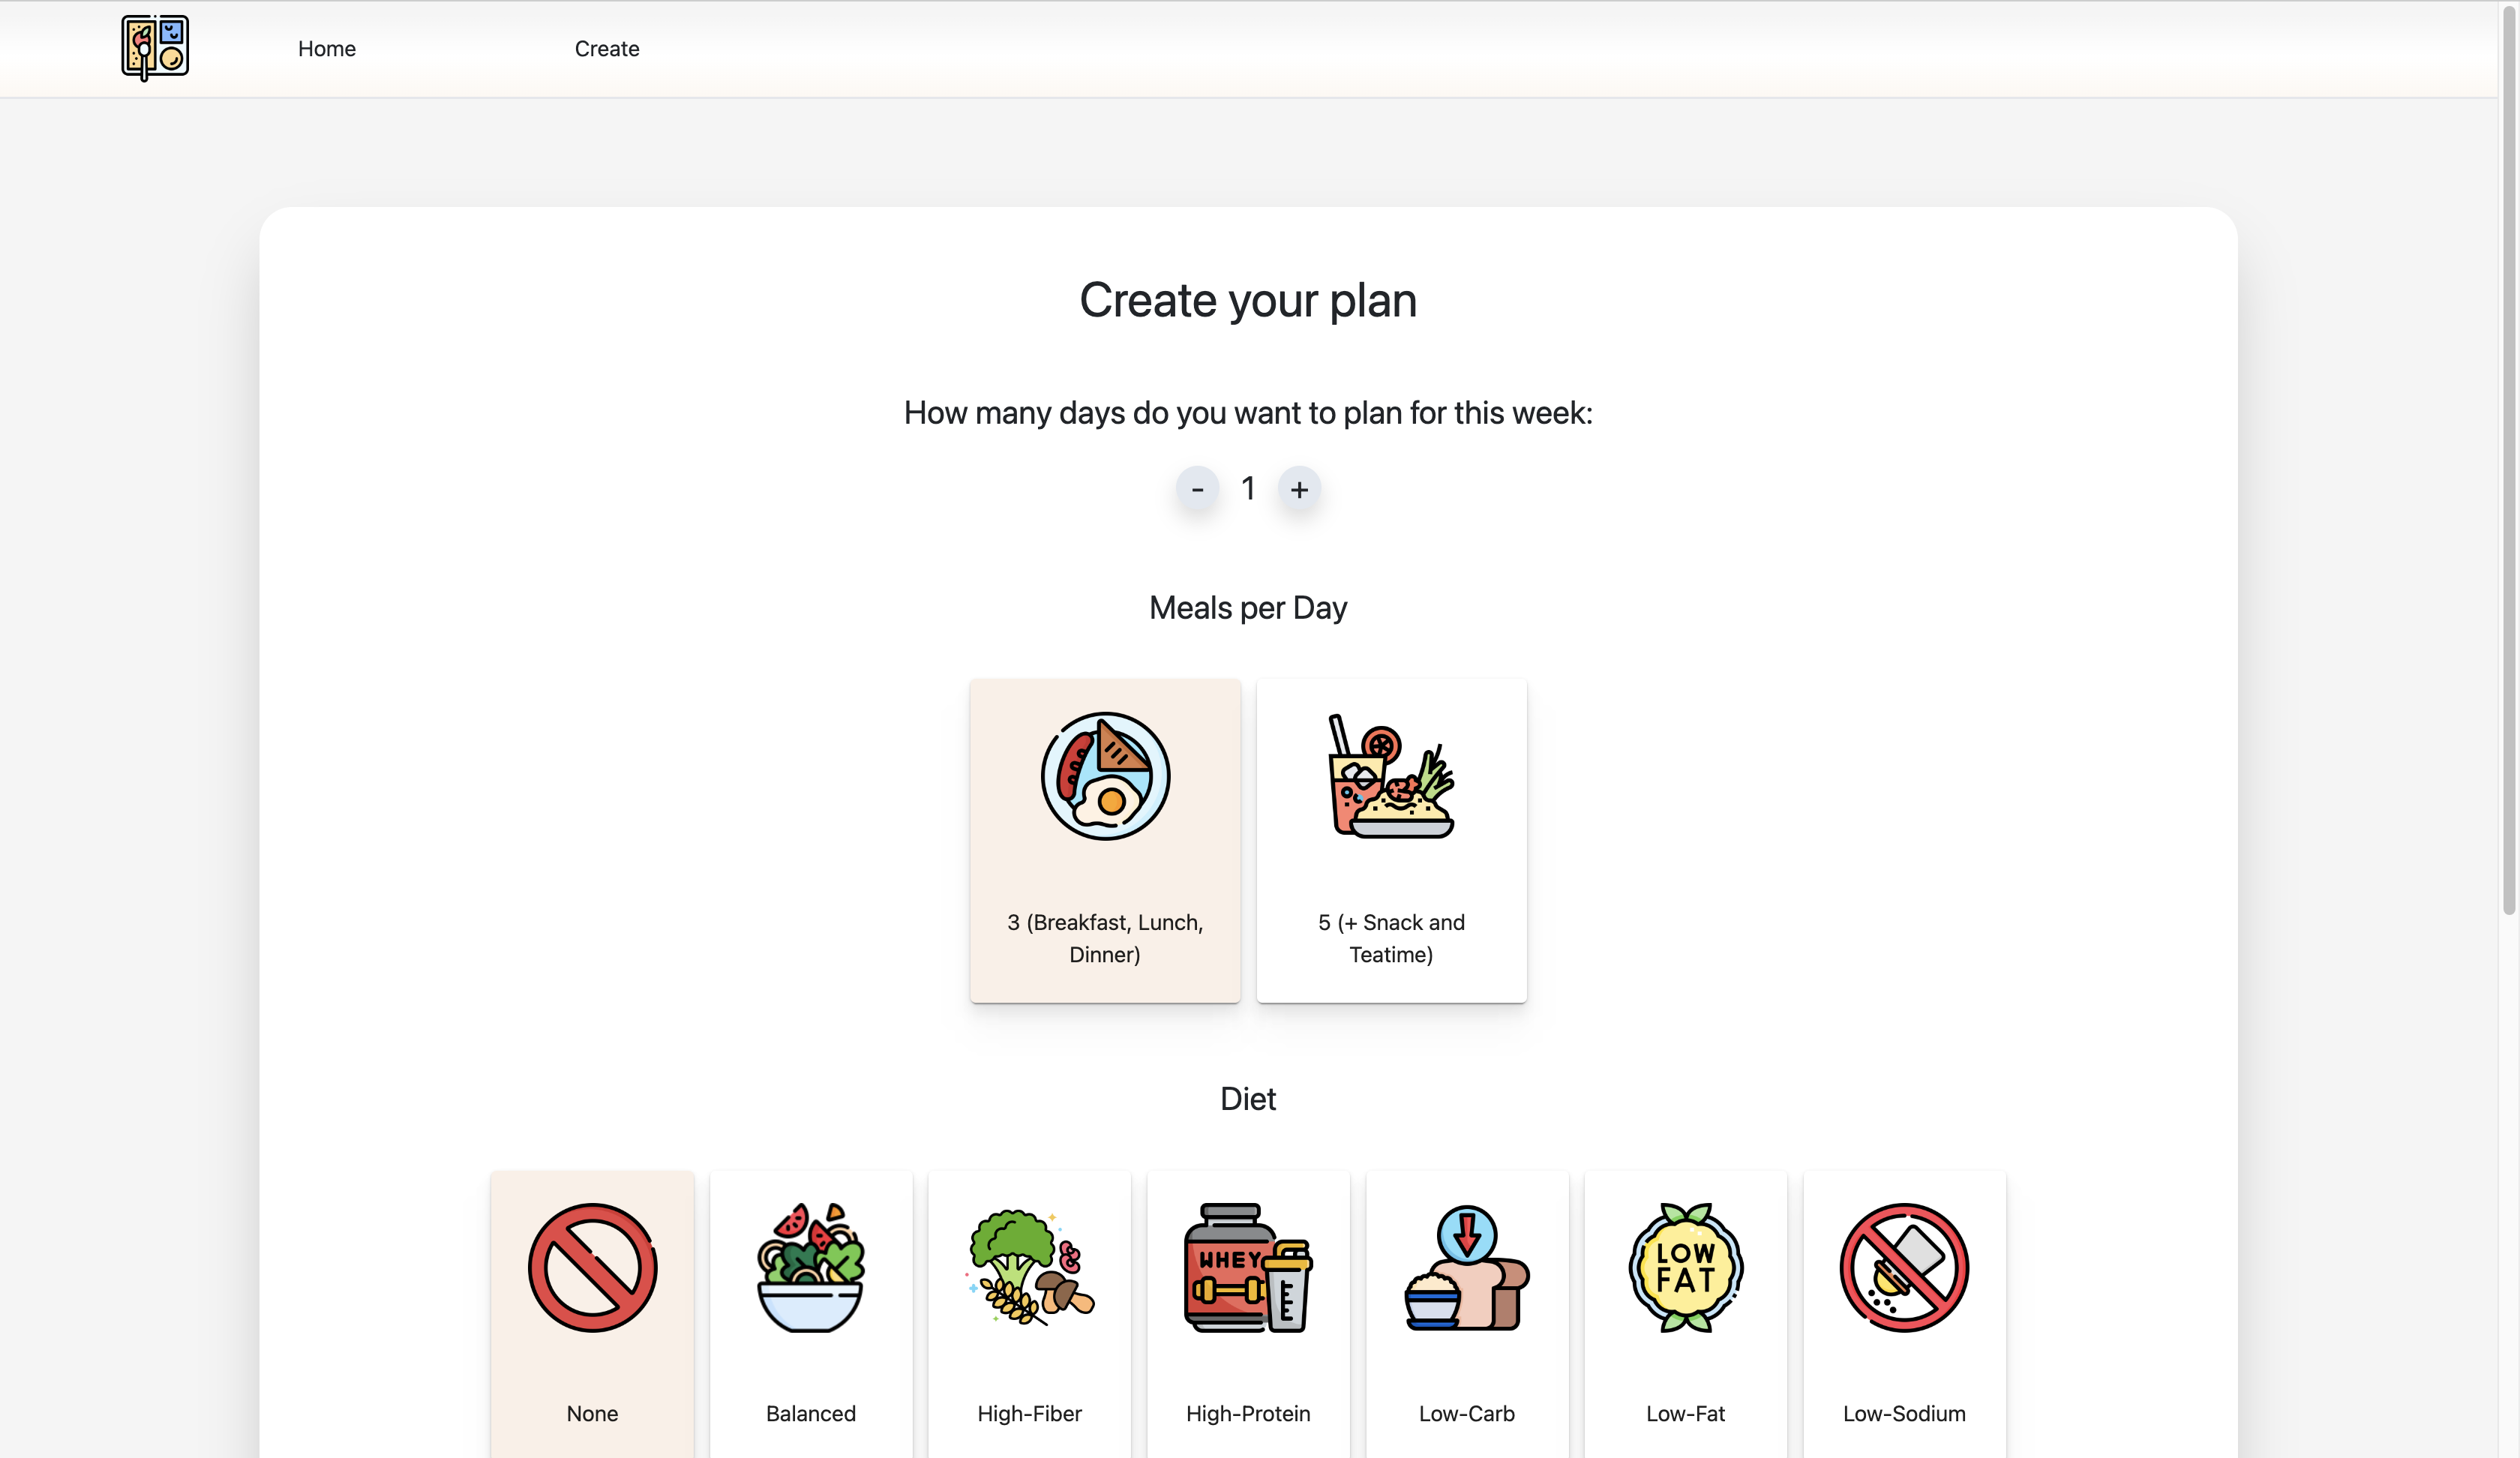 Home
Create
Create your plan
How many days do you want to plan for this week:
- 1 +
Meals per Day
3 (Breakfast, Lunch,
Dinner)
5 (+ Snack and
Teatime)
Diet
WHEY
LOW
FAT
None
Balanced
High-Fiber
High-Protein
Low-Carb
Low-Fat
Low-Sodium